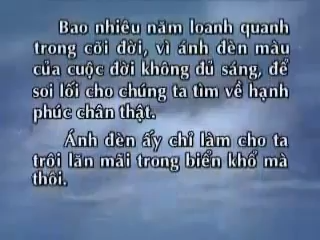 Bao nhiêu năm loanh quanh
trong cõi đời, vì ánh đèn mầu
của cuộc đời không đủ sáng, để
soi lối cho chúng ta tìm về hạnh
phúc chân thật.
Ánh đèn ấy chỉ làm cho ta
trôi lăn mãi trong biển khổ mà
thôi.